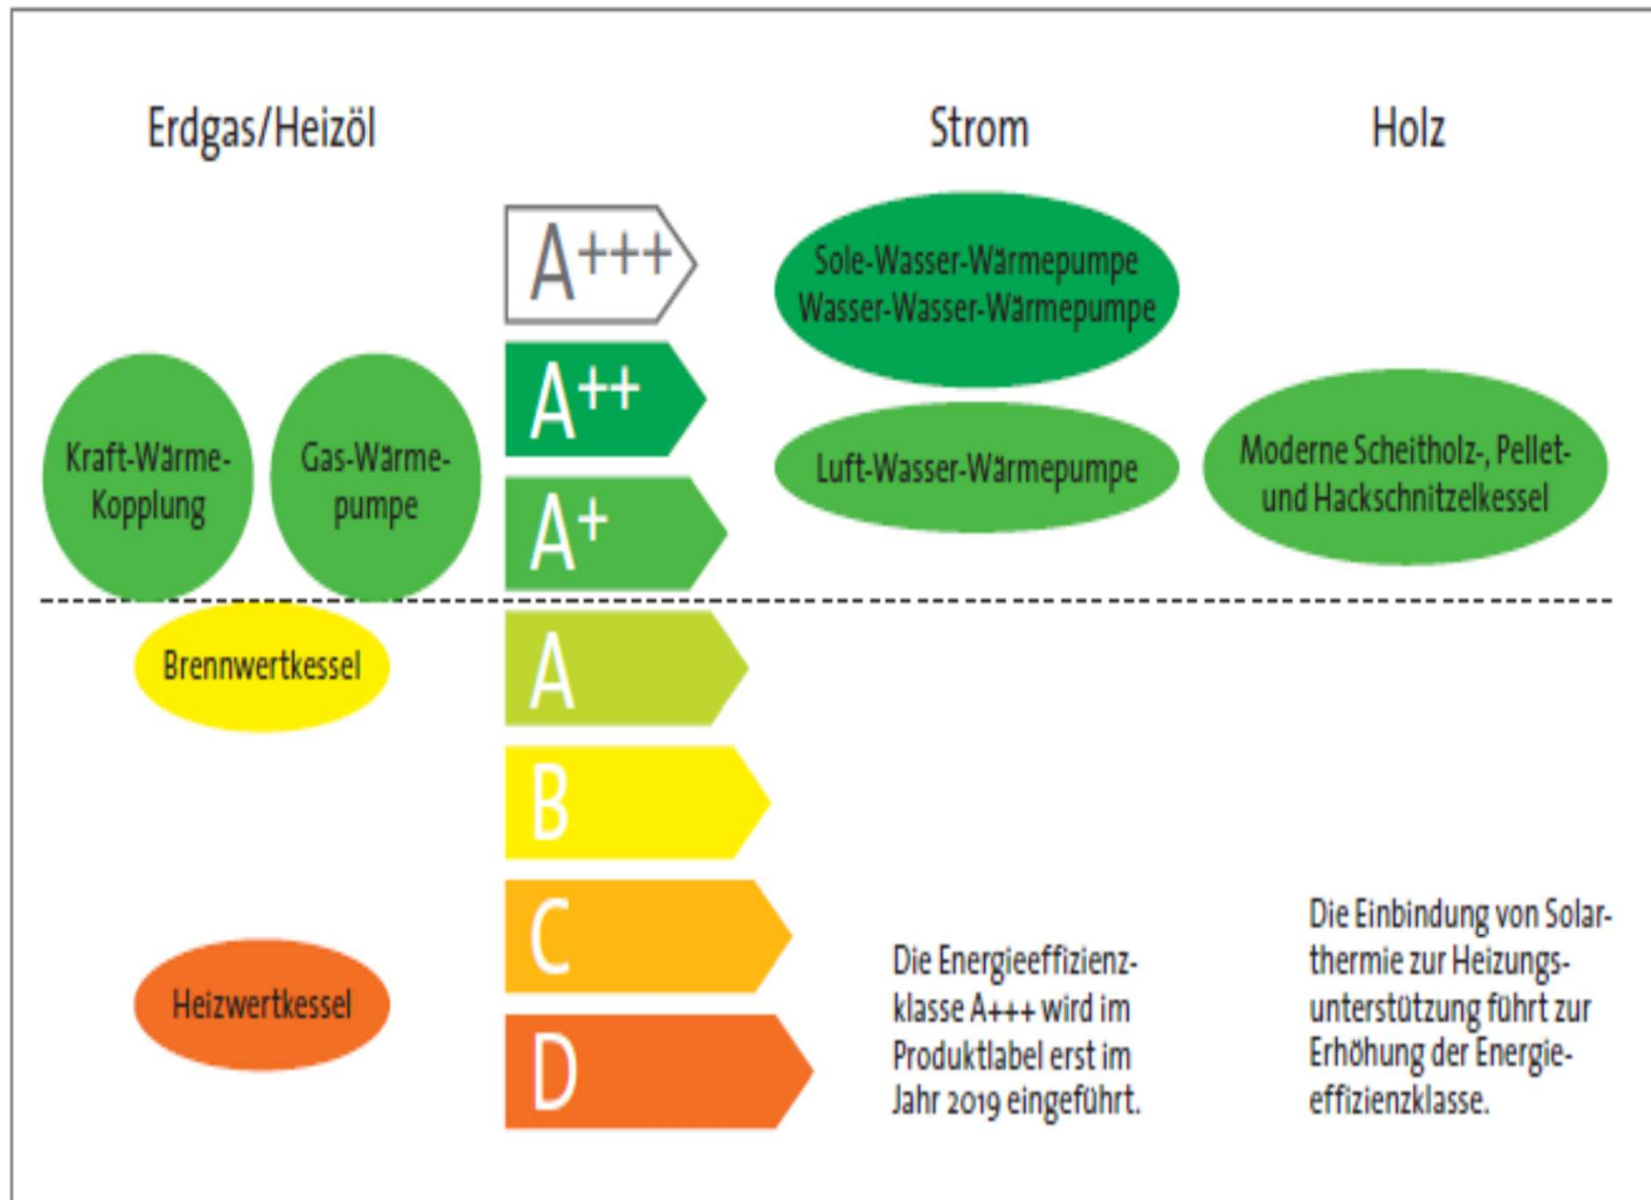 Erdgas/Heizöl
Strom
Holz
A+++
Sole-Wasser-Wärmepumpe
Wasser-Wasser-Wärmepumpe
A++
Kraft-Wärme-
Kopplung
Gas-Wärme-
pumpe
Luft-Wasser-Wärmepumpe
Moderne Scheitholz-, Pellet-
und Hackschnitzelkessel
A+
Brennwertkessel
A
B
C
Heizwertkessel
D
Die Energieeffizienz-
klasse A+++ wird im
Produktlabel erst im
Jahr 2019 eingeführt.
Die Einbindung von Solar-
thermie zur Heizungs-
unterstützung führt zur
Erhöhung der Energie-
effizienzklasse.